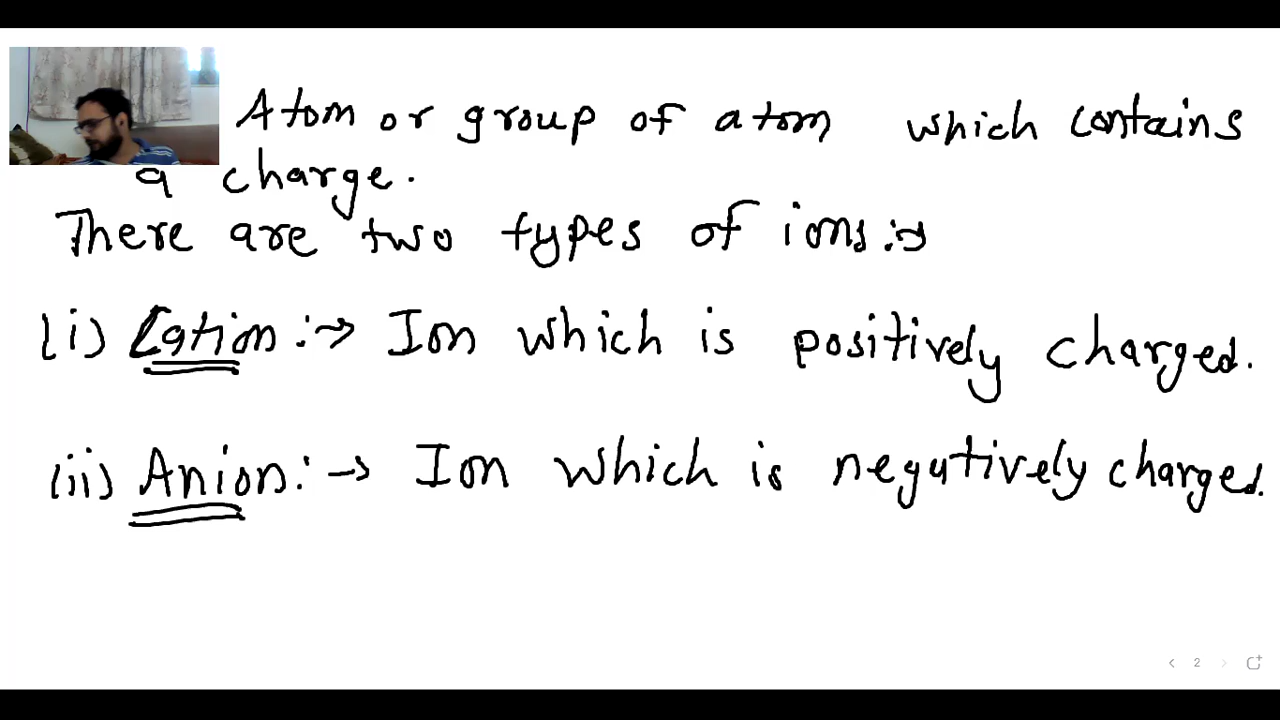 Atom or group of atom which contains
a charge.
There are two types of ions :→
(i) Cation :→ Ion which is positively charged.
(ii) Anion :→ Ion which is negatively charged.
2